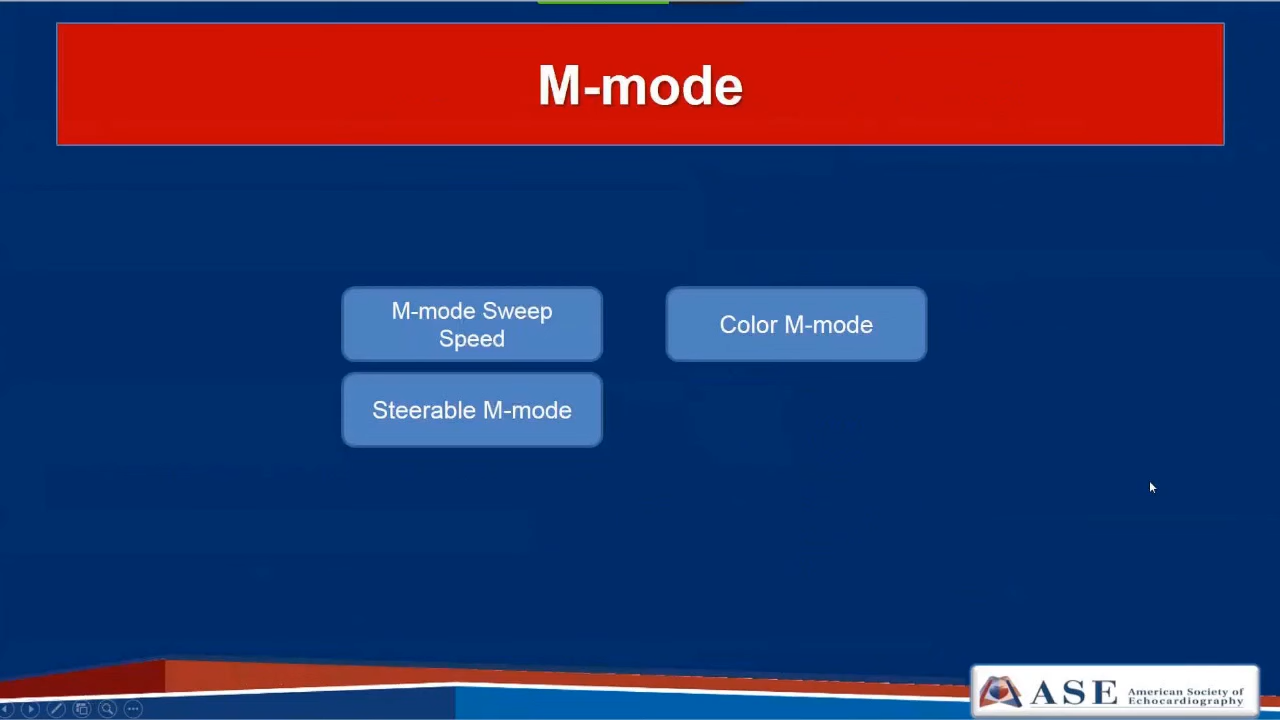 M-mode
M-mode Sweep
Speed
Color M-mode
Steerable M-mode
ASE American Society of
Echocardiography